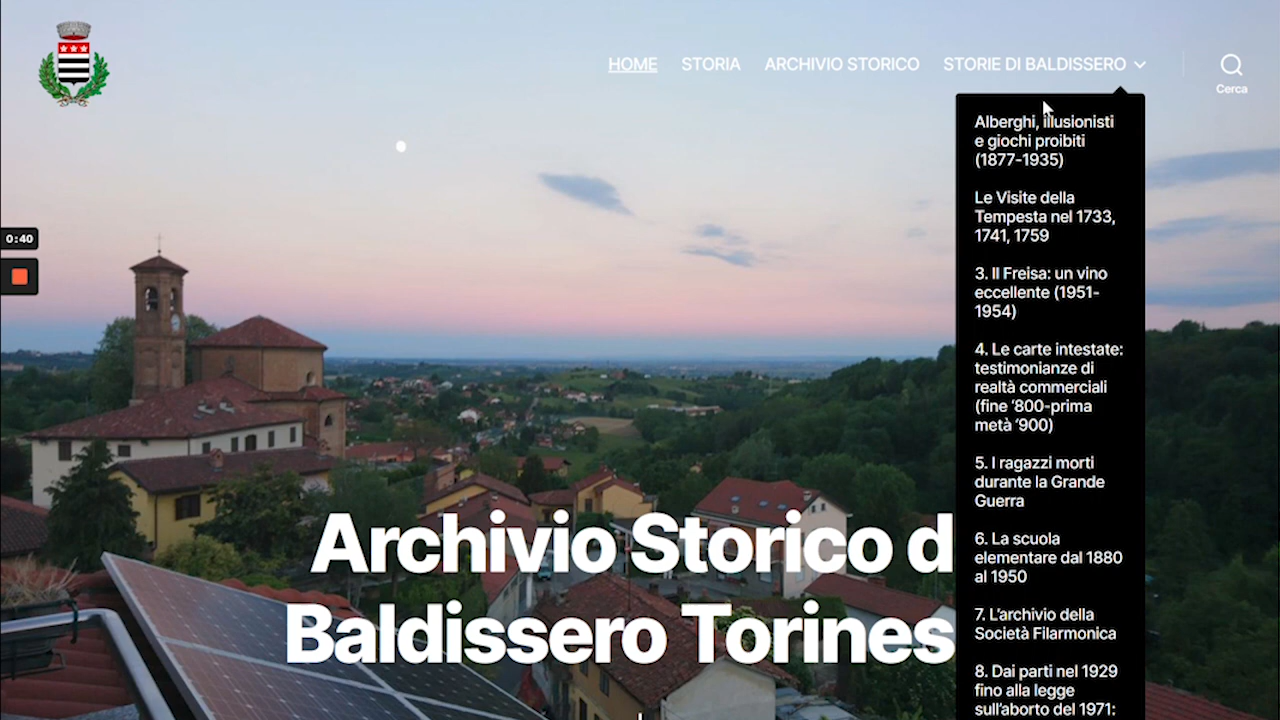 HOME STORIA ARCHIVIO STORICO STORIE DI BALDISSERO
Cerca
Alberghi, illusionisti
e giochi proibiti
(1877-1935)
Le Visite della
Tempesta nel 1733,
1741, 1759
3. Il Freisa: un vino
eccellente (1951-
1954)
4. Le carte intestate:
testimonianze di
realtà commerciali
(fine ‘800-prima
metà ‘900)
5. I ragazzi morti
durante la Grande
Guerra
6. La scuola
elementare dal 1880
al 1950
7. L’archivio della
Società Filarmonica
8. Dai parti nel 1929
fino alla legge
sull’aborto del 1971:
0:40
Archivio Storico d
Baldissero Torines